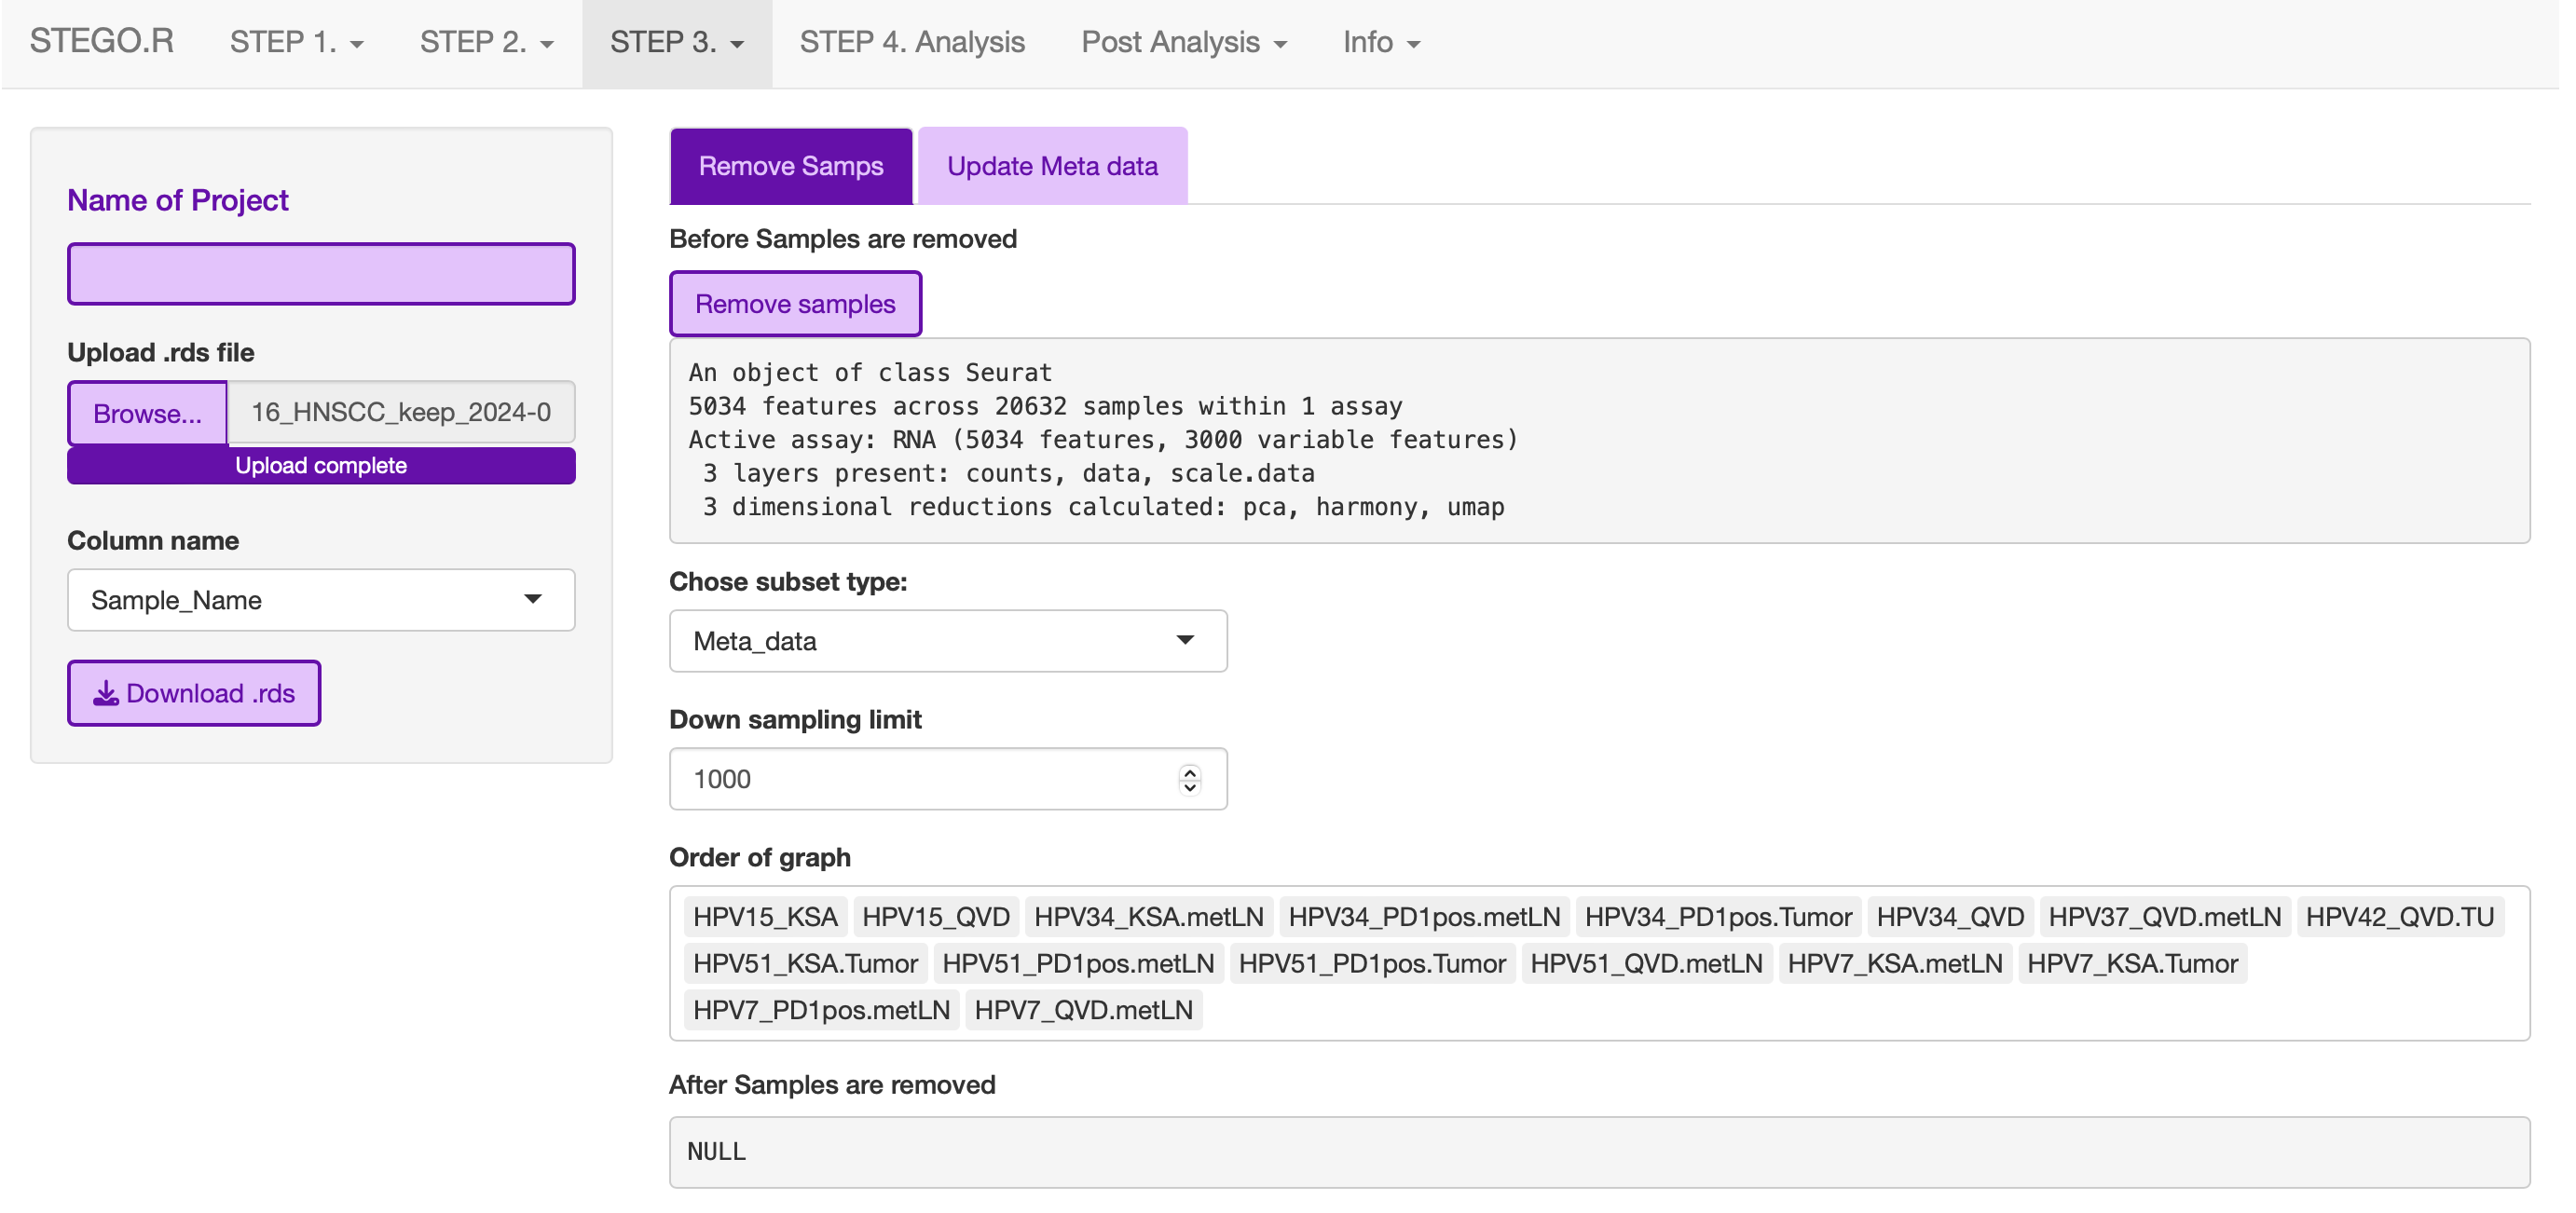 STEGO.R STEP 1. STEP 2. STEP 3. STEP 4. Analysis Post Analysis Info
Name of Project
Upload .rds file
Browse... 16_HNSCC_keep_2024-0
Upload complete
Column name
Sample_Name
Download .rds
Remove Samps Update Meta data
Before Samples are removed
Remove samples
An object of class Seurat
5034 features across 20632 samples within 1 assay
Active assay: RNA (5034 features, 3000 variable features)
3 layers present: counts, data, scale.data
3 dimensional reductions calculated: pca, harmony, umap
Chose subset type:
Meta_data
Down sampling limit
1000
Order of graph
HPV15_KSA HPV15_QVD HPV34_KSA.metLN HPV34_PD1pos.metLN HPV34_PD1pos.Tumor HPV34_QVD HPV37_QVD.metLN HPV42_QVD.TU
HPV51_KSA.Tumor HPV51_PD1pos.metLN HPV51_PD1pos.Tumor HPV51_QVD.metLN HPV7_KSA.metLN HPV7_KSA.Tumor
HPV7_PD1pos.metLN HPV7_QVD.metLN
After Samples are removed
NULL